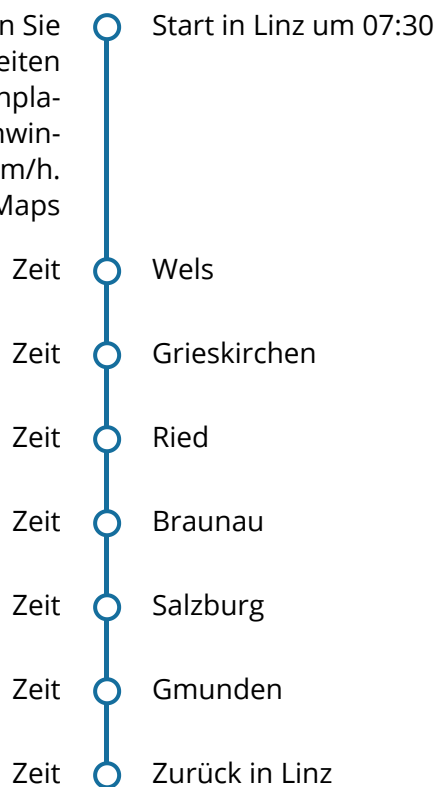 n Sie
eiten
npla-
nwin-
m/h.
Maps
Start in Linz um 07:30
Zeit Wels
Zeit Grieskirchen
Zeit Ried
Zeit Braunau
Zeit Salzburg
Zeit Gmunden
Zeit Zurück in Linz